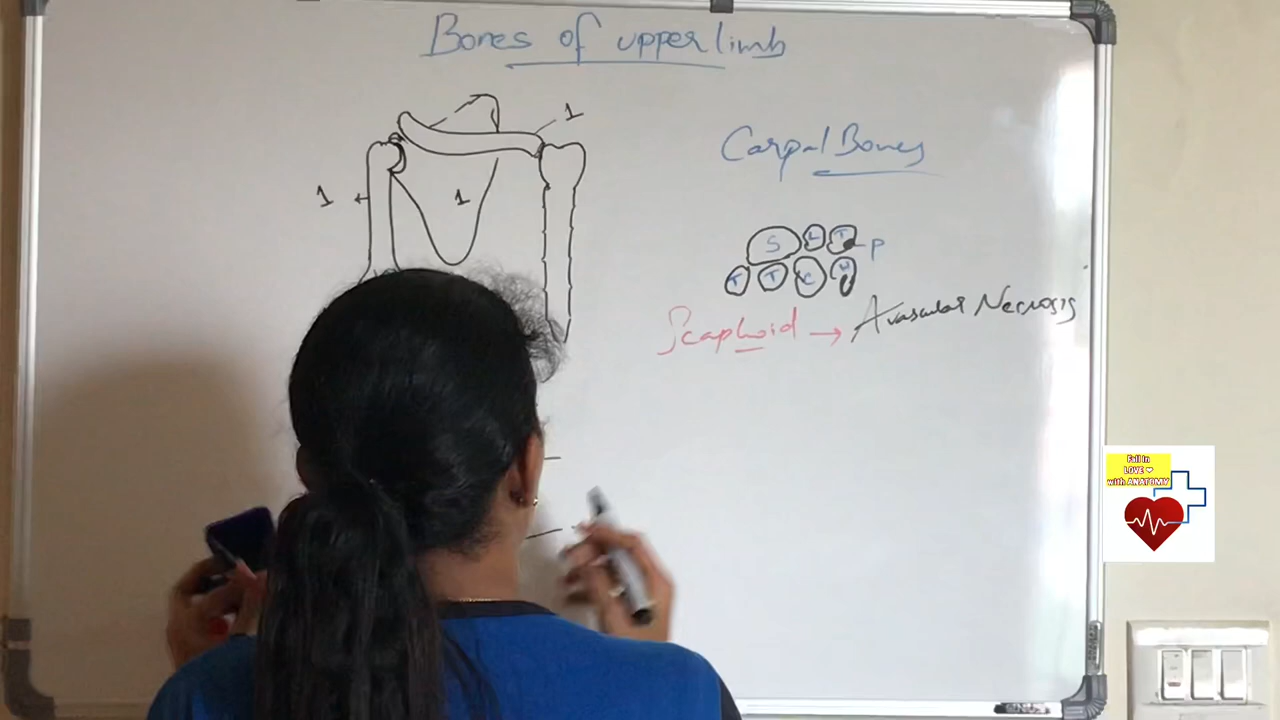 Bones of upper limb
1
1
1
Carpal Bones
S L T P
T T C H
Scaphoid → Avascular Necrosis
Fall in
LOVE ❤
with ANATOMY